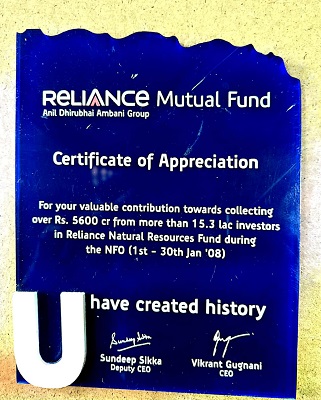 RELIANCE Mutual Fund
Anil Dhirubhai Ambani Group
Certificate of Appreciation
For your valuable contribution towards collecting
over Rs. 5600 cr from more than 15.3 lac investors
in Reliance Natural Resources Fund during
the NFO (1st - 30th Jan '08)
U have created history
Sundeep Sikka
Deputy CEO
Vikrant Gugnani
CEO